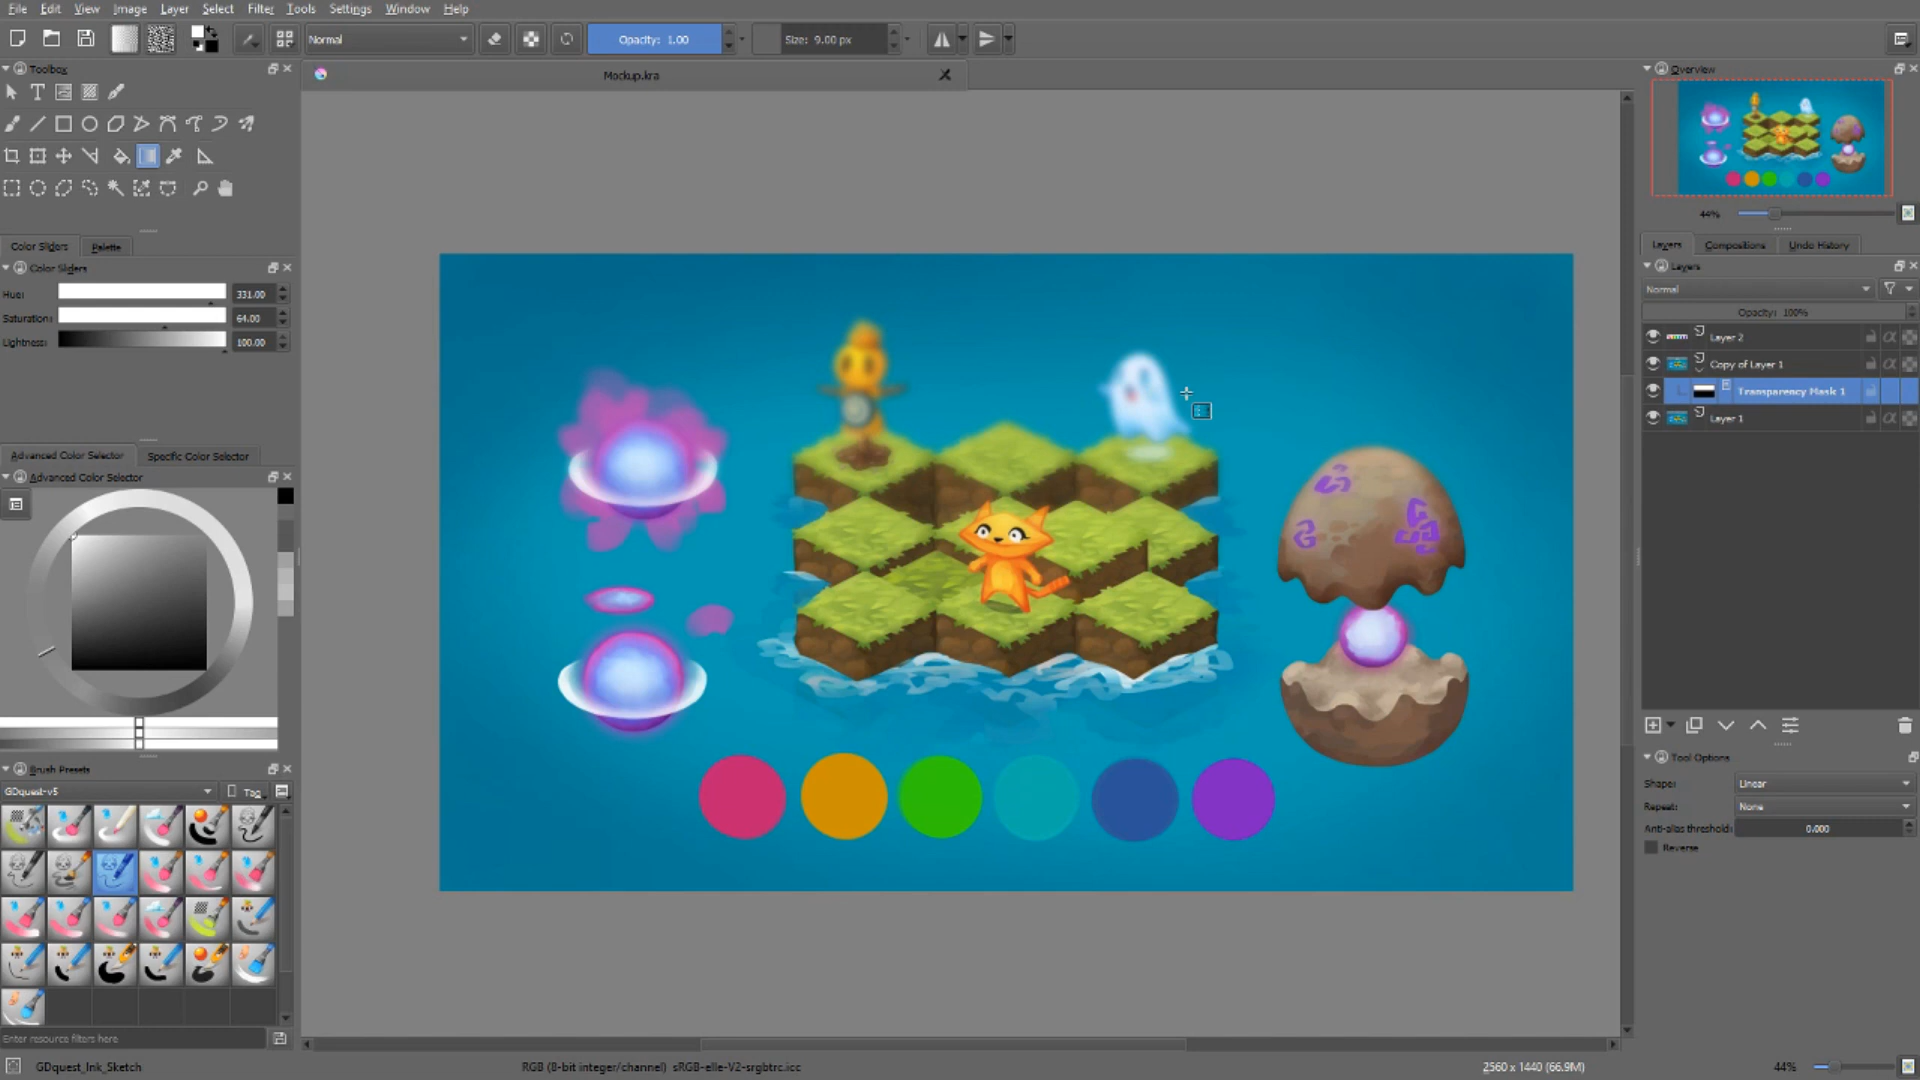 File Edit View Image Layer Select Filter Tools Settings Window Help
Normal
Opacity: 1.00
Size: 9.00 px
Toolbox
Mockup.kra
Overview
44%
Color Sliders Palette
Color Sliders
Hue: 331.00
Saturation: 64.00
Lightness: 100.00
Layers Compositions Undo History
Layers
Normal
Opacity: 100%
Layer 2
Copy of Layer 1
Transparency Mask 1
Layer 1
Advanced Color Selector Specific Color Selector
Advanced Color Selector
Tool Options
Shape: Linear
Repeat: None
Anti-alias threshold: 0.000
Reverse
Brush Presets
GDquest-v5
Tag
Enter resource filters here
GDquest_Ink_Sketch
RGB (8-bit integer/channel) sRGB-elle-V2-srgbtrc.icc
2560 x 1440 (66.9M)
44%